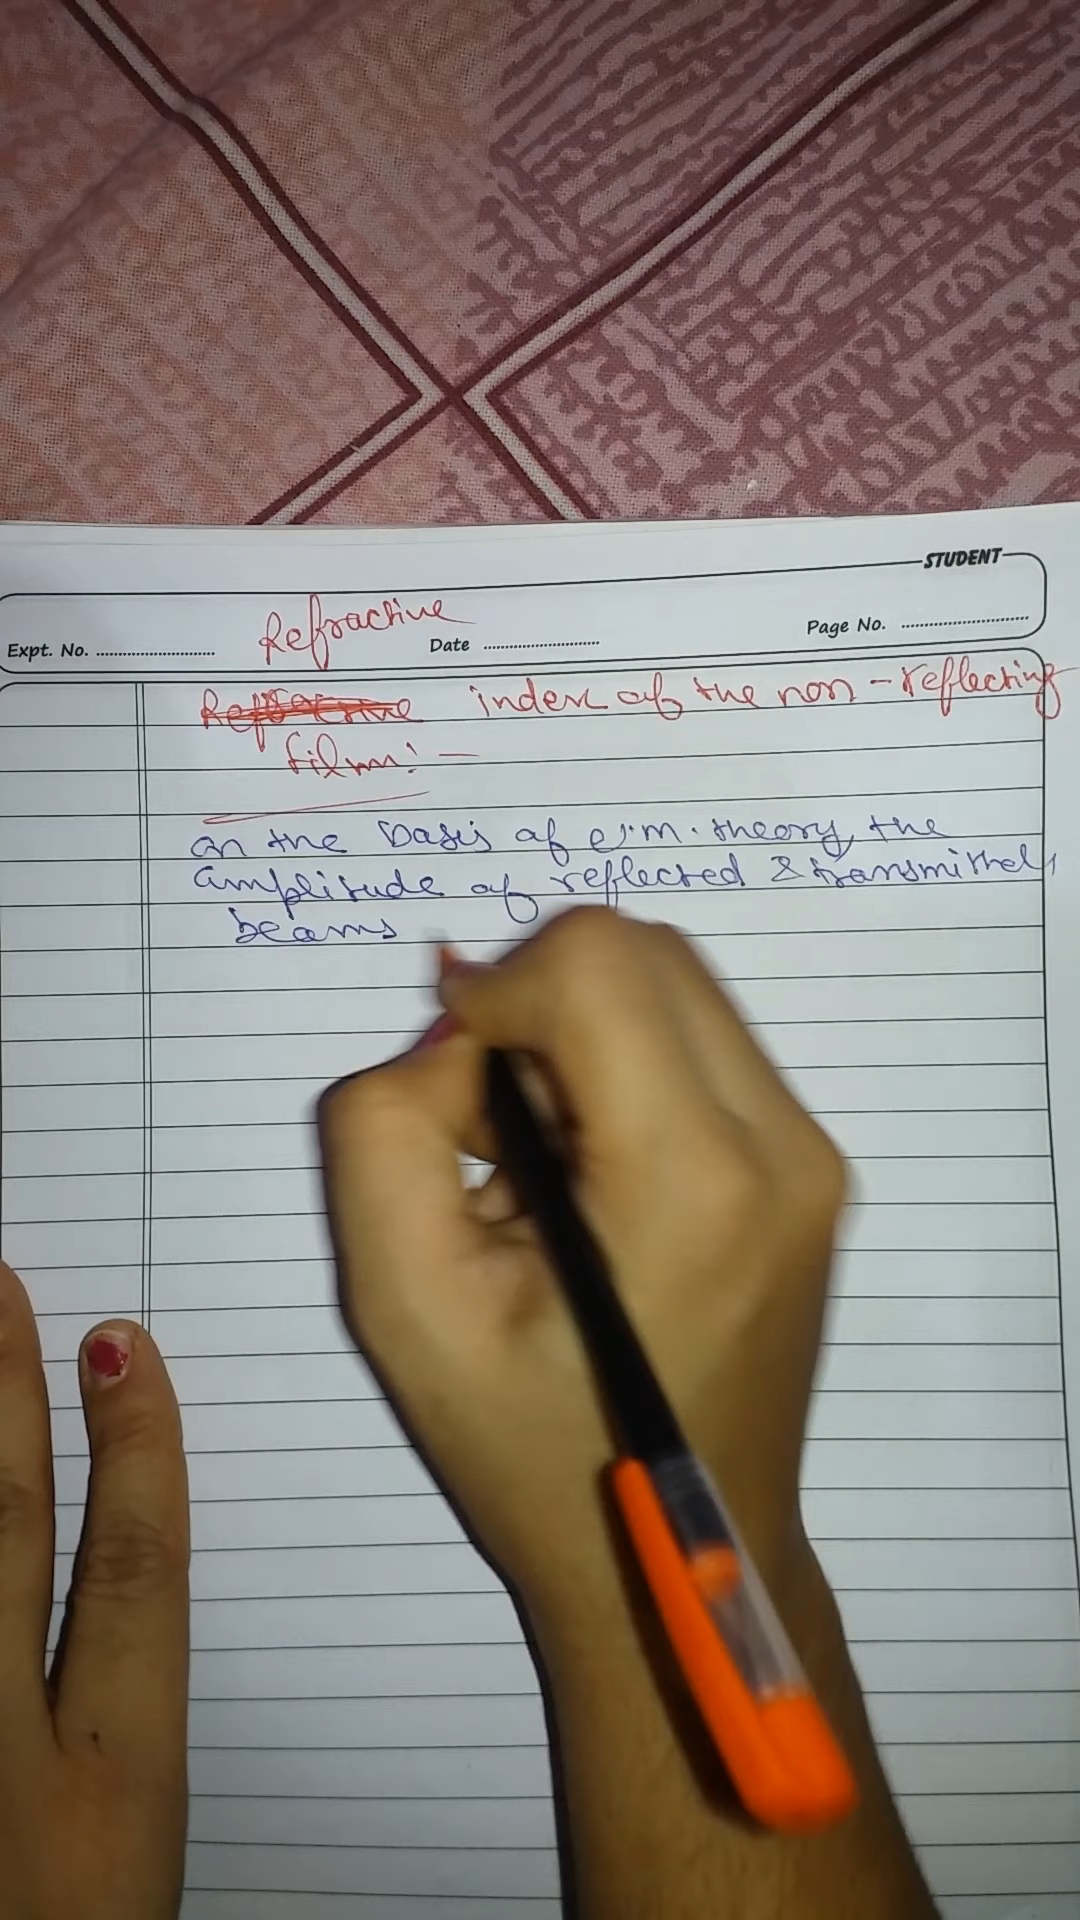 STUDENT
Refractive
Expt. No. Date Page No.
Refractive index of the non-reflecting
film:-
on the basis of e.m. theory, the
amplitude of reflected & transmitted
beams